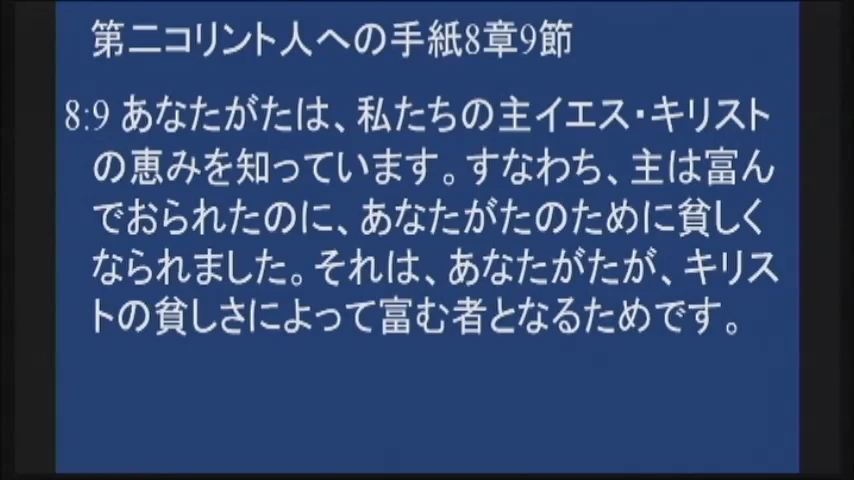 第二コリント人への手紙8章9節
8:9 あなたがたは、私たちの主イエス・キリスト
の恵みを知っています。すなわち、主は富ん
でおられたのに、あなたがたのために貧しく
なられました。それは、あなたがたが、キリス
トの貧しさによって富む者となるためです。